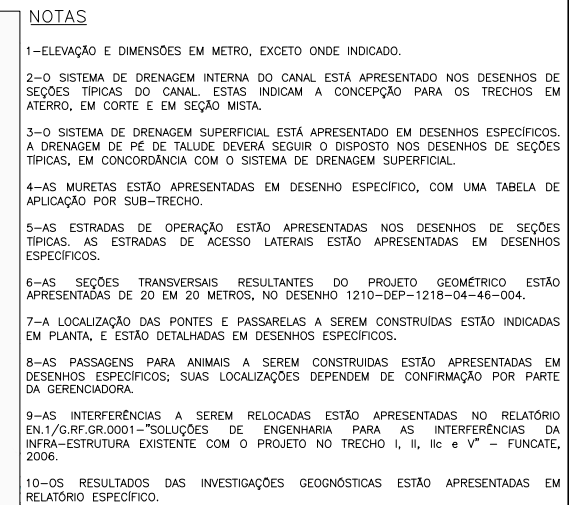 NOTAS
1-ELEVAÇÃO E DIMENSÕES EM METRO, EXCETO ONDE INDICADO.
2-O SISTEMA DE DRENAGEM INTERNA DO CANAL ESTÁ APRESENTADO NOS DESENHOS DE
SEÇÕES TÍPICAS DO CANAL. ESTAS INDICAM A CONCEPÇÃO PARA OS TRECHOS EM
ATERRO, EM CORTE E EM SEÇÃO MISTA.
3-O SISTEMA DE DRENAGEM SUPERFICIAL ESTÁ APRESENTADO EM DESENHOS ESPECÍFICOS.
A DRENAGEM DE PÉ DE TALUDE DEVERÁ SEGUIR O DISPOSTO NOS DESENHOS DE SEÇÕES
TÍPICAS, EM CONCORDÂNCIA COM O SISTEMA DE DRENAGEM SUPERFICIAL.
4-AS MURETAS ESTÃO APRESENTADAS EM DESENHO ESPECÍFICO, COM UMA TABELA DE
APLICAÇÃO POR SUB-TRECHO.
5-AS ESTRADAS DE OPERAÇÃO ESTÃO APRESENTADAS NOS DESENHOS DE SEÇÕES
TÍPICAS. AS ESTRADAS DE ACESSO LATERAIS ESTÃO APRESENTADAS EM DESENHOS
ESPECÍFICOS.
6-AS SEÇÕES TRANSVERSAIS RESULTANTES DO PROJETO GEOMÉTRICO ESTÃO
APRESENTADAS DE 20 EM 20 METROS, NO DESENHO 1210-DEP-1218-04-46-004.
7-A LOCALIZAÇÃO DAS PONTES E PASSARELAS A SEREM CONSTRUÍDAS ESTÃO INDICADAS
EM PLANTA, E ESTÃO DETALHADAS EM DESENHOS ESPECÍFICOS.
8-AS PASSAGENS PARA ANIMAIS A SEREM CONSTRUIDAS ESTÃO APRESENTADAS EM
DESENHOS ESPECÍFICOS; SUAS LOCALIZAÇÕES DEPENDEM DE CONFIRMAÇÃO POR PARTE
DA GERENCIADORA.
9-AS INTERFERÊNCIAS A SEREM RELOCADAS ESTÃO APRESENTADAS NO RELATÓRIO
EN.1/G.RF.GR.0001-"SOLUÇÕES DE ENGENHARIA PARA AS INTERFERÊNCIAS DA
INFRA-ESTRUTURA EXISTENTE COM O PROJETO NO TRECHO I, II, IIc e V" - FUNCATE,
2006.
10-OS RESULTADOS DAS INVESTIGAÇÕES GEOGNÓSTICAS ESTÃO APRESENTADAS EM
RELATÓRIO ESPECÍFICO.